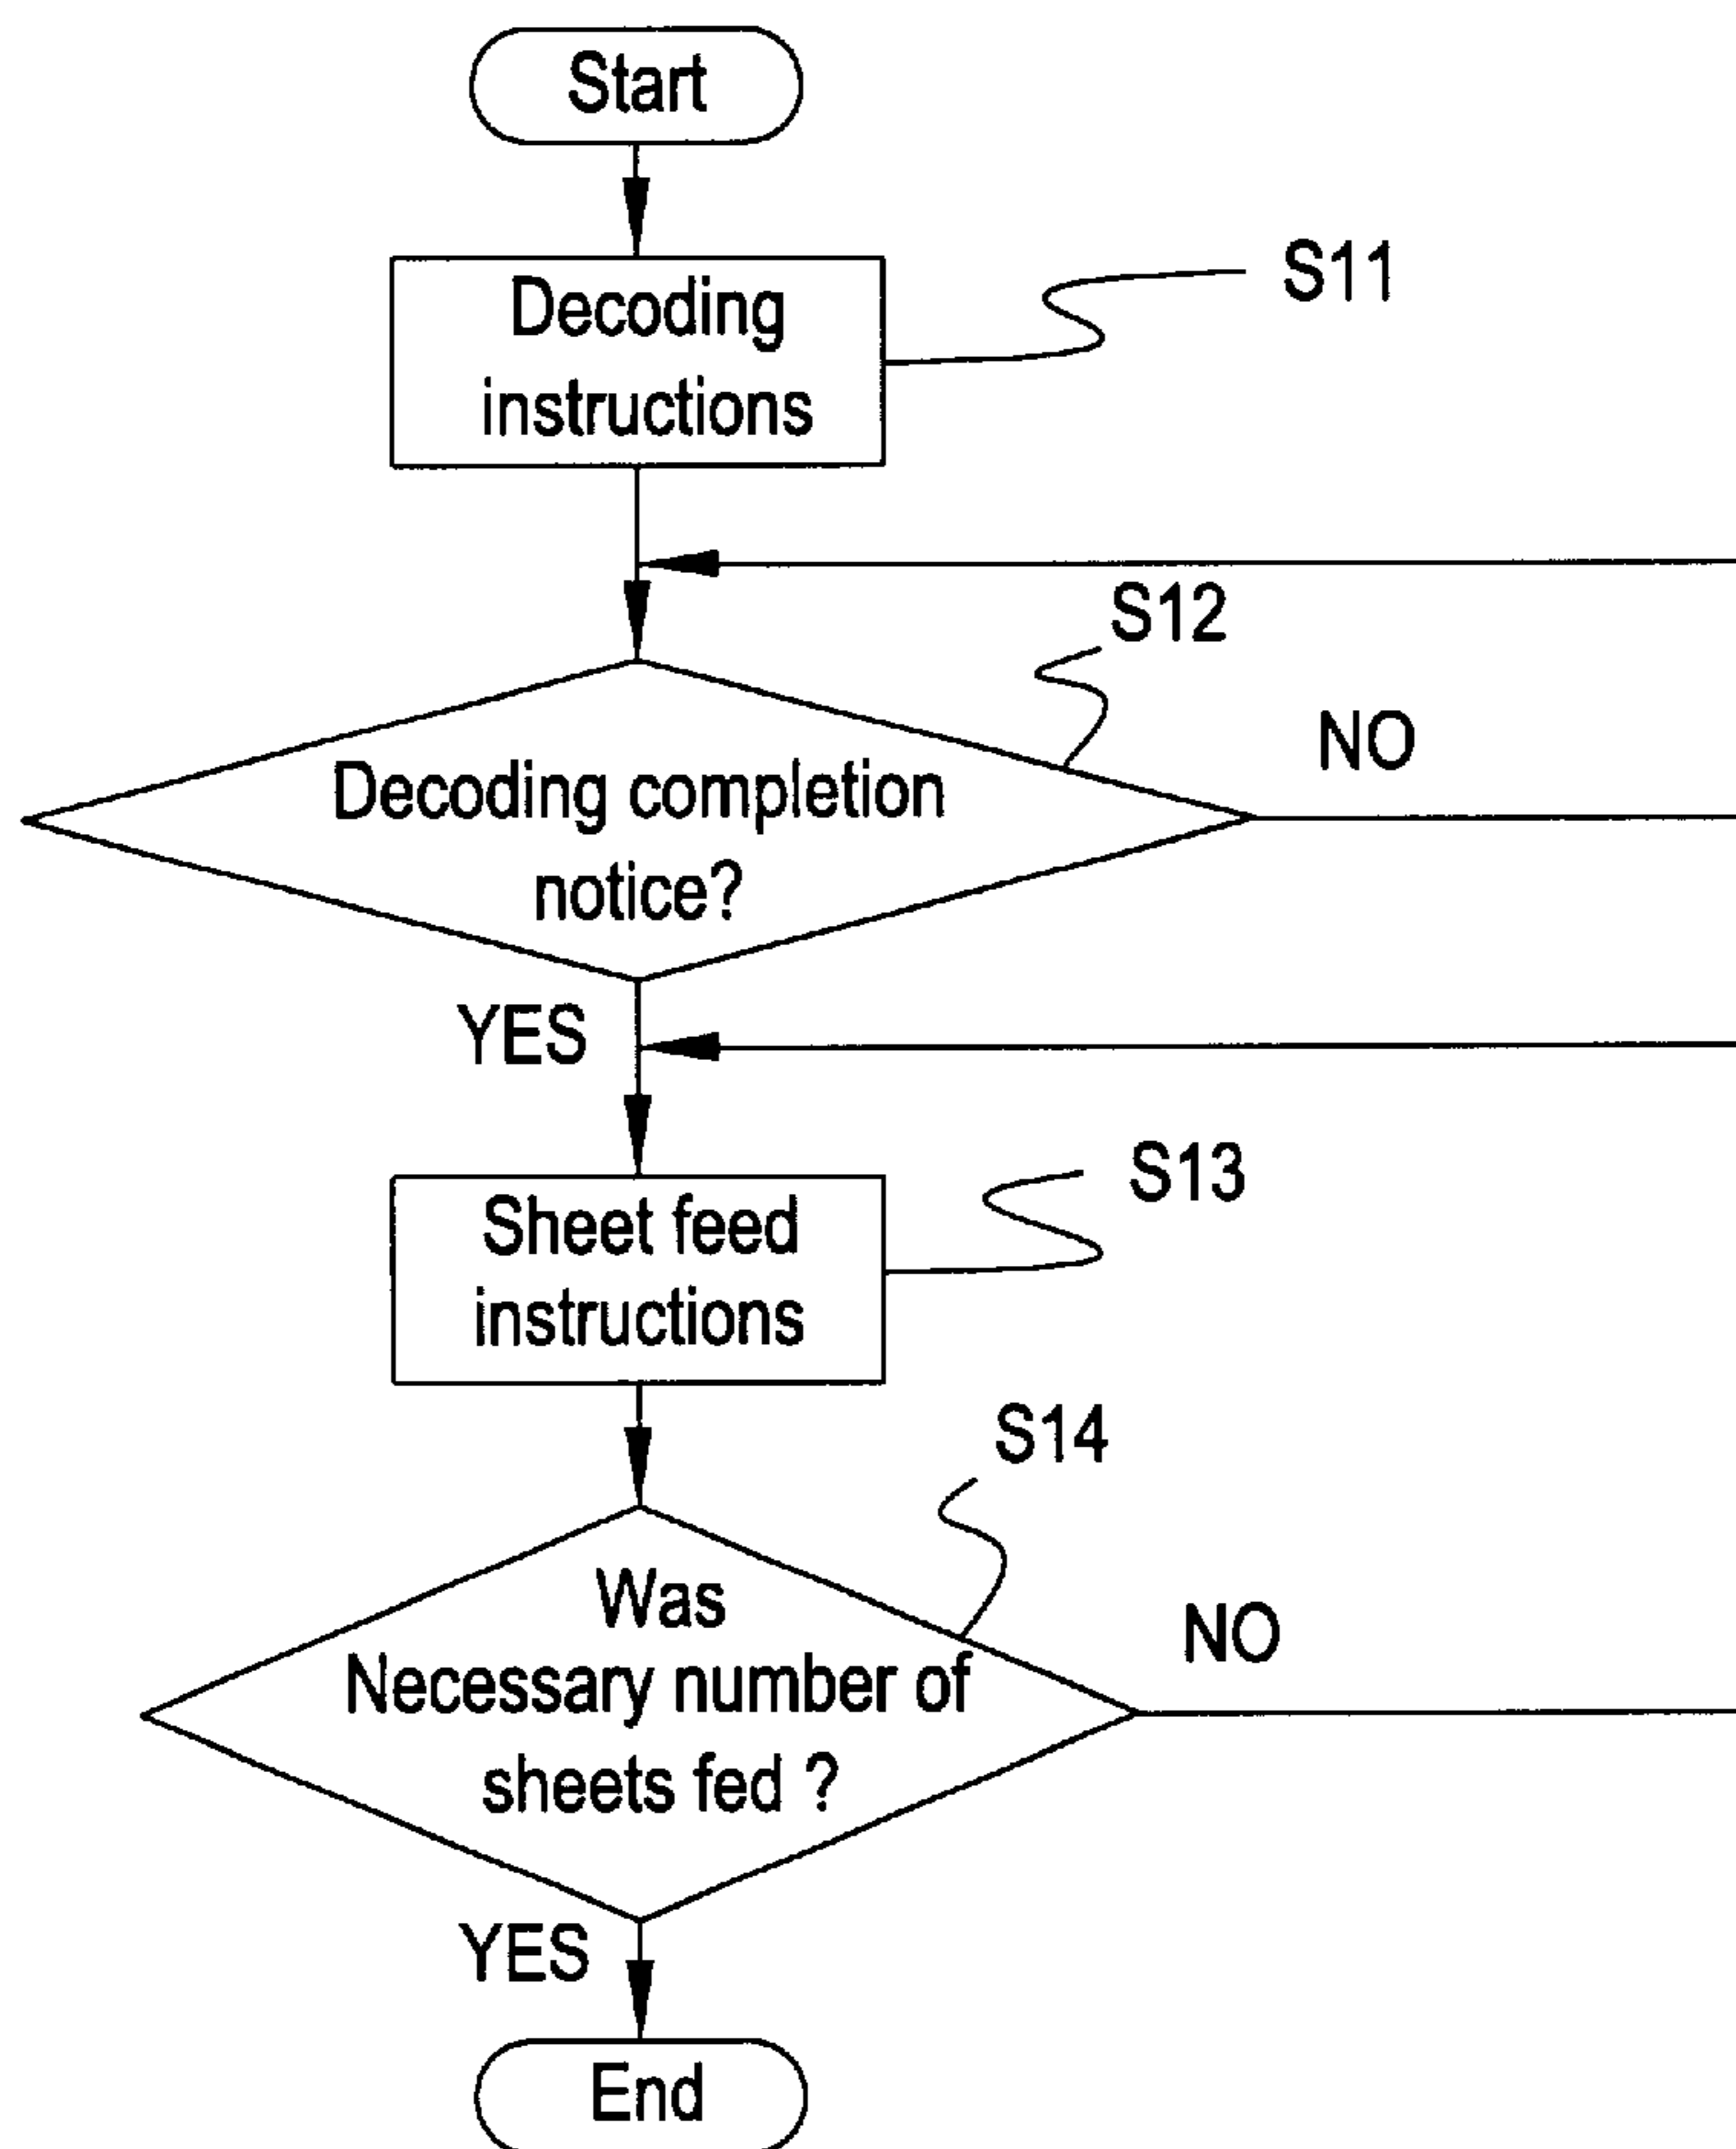 Start
Decoding
instructions
S11
S12
Decoding completion
notice?
NO
YES
Sheet feed
instructions
S13
S14
Was
Necessary number of
sheets fed ?
NO
YES
End